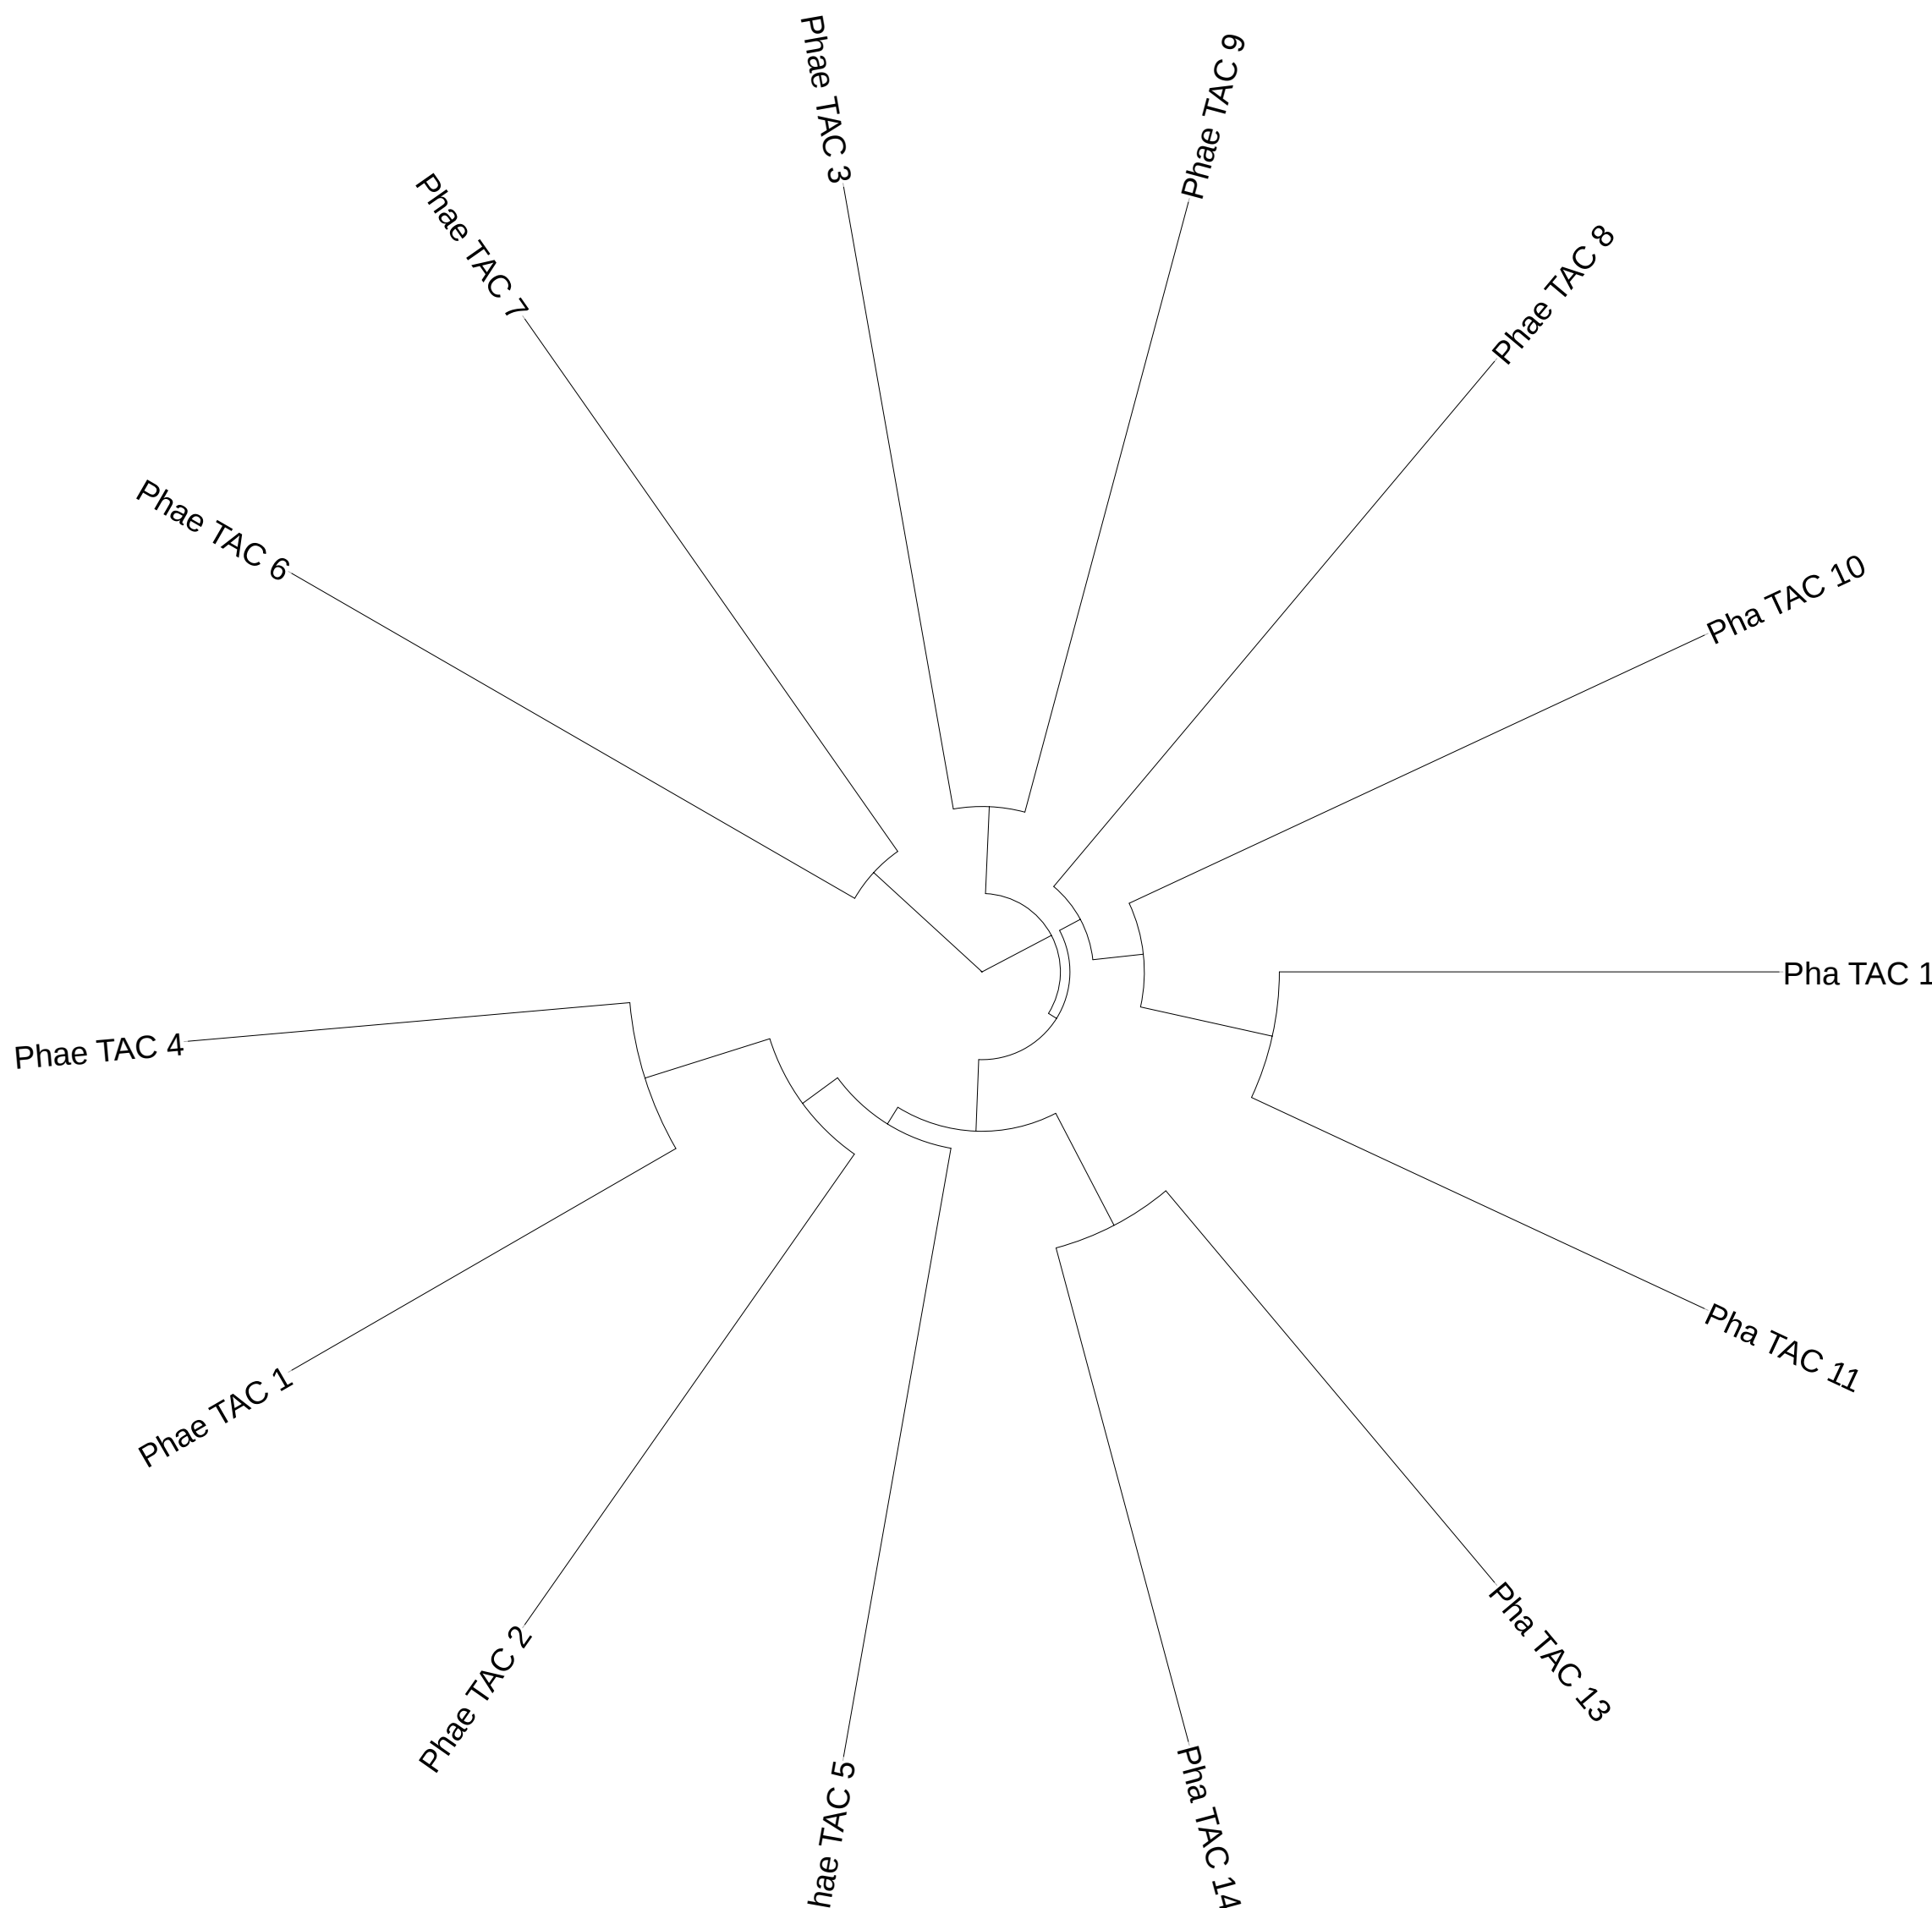 Phae TAC 3
Phae TAC 9
Phae TAC 7
Phae TAC 8
Phae TAC 6
Pha TAC 10
Pha TAC 1
Phae TAC 4
Pha TAC 11
Phae TAC 1
Phae TAC 2
Pha TAC 13
hae TAC 5
Pha TAC 14